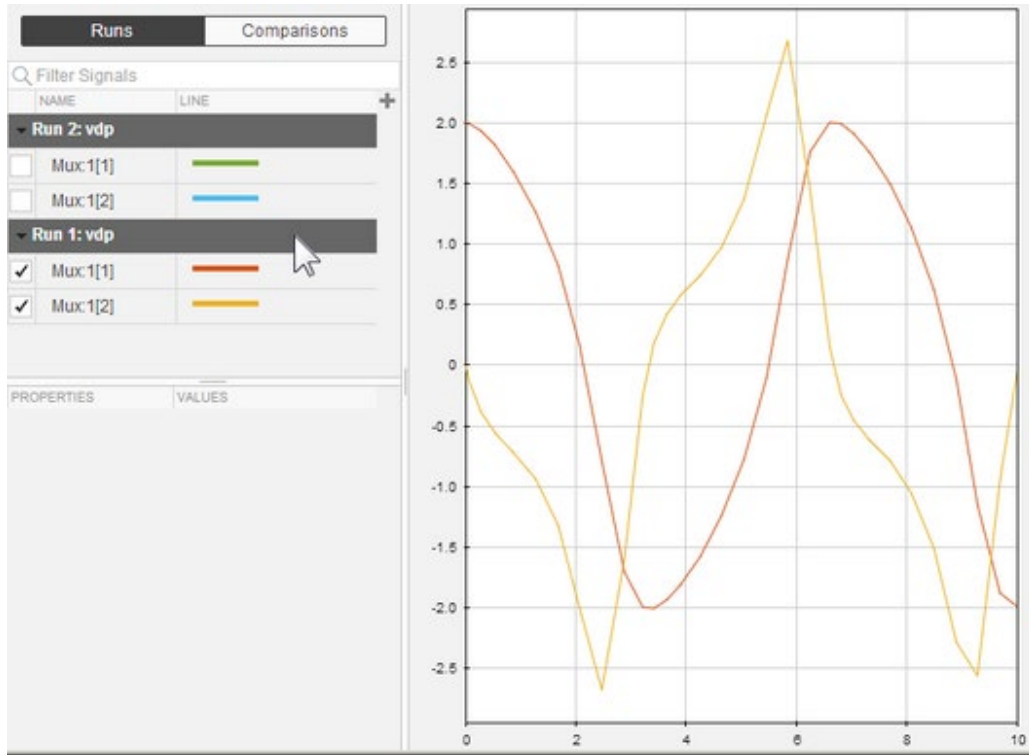 Runs Comparisons
Filter Signals
NAME LINE
Run 2: vdp
Mux:1[1]
Mux:1[2]
Run 1: vdp
Mux:1[1]
Mux:1[2]
PROPERTIES VALUES
2.5
2.0
1.5
1.0
0.5
0
-0.5
-1.0
-1.5
-2.0
-2.5
0 2 4 6 8 10